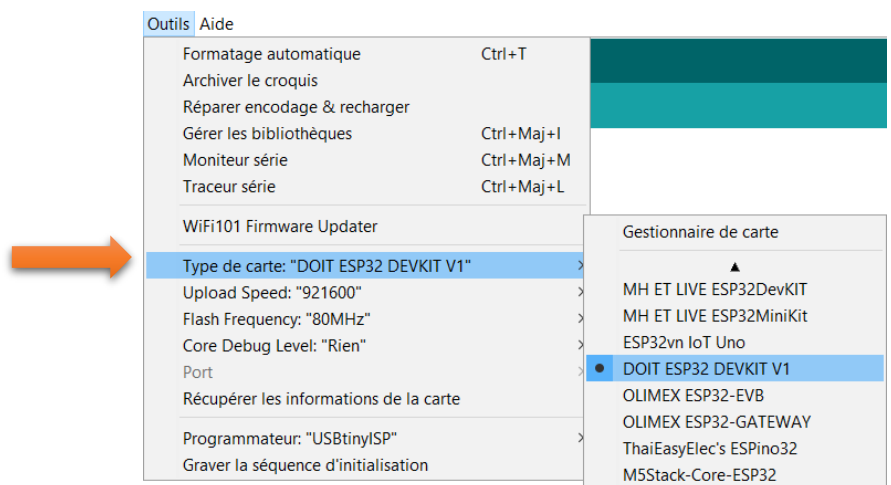 Outils Aide
Formatage automatique Ctrl+T
Archiver le croquis
Réparer encodage & recharger
Gérer les bibliothèques Ctrl+Maj+I
Moniteur série Ctrl+Maj+M
Traceur série Ctrl+Maj+L
WiFi101 Firmware Updater
Type de carte: "DOIT ESP32 DEVKIT V1"
Upload Speed: "921600"
Flash Frequency: "80MHz"
Core Debug Level: "Rien"
Port
Récupérer les informations de la carte
Programmateur: "USBtinyISP"
Graver la séquence d'initialisation
Gestionnaire de carte
MH ET LIVE ESP32DevKIT
MH ET LIVE ESP32MiniKit
ESP32vn IoT Uno
DOIT ESP32 DEVKIT V1
OLIMEX ESP32-EVB
OLIMEX ESP32-GATEWAY
ThaiEasyElec's ESPino32
M5Stack-Core-ESP32